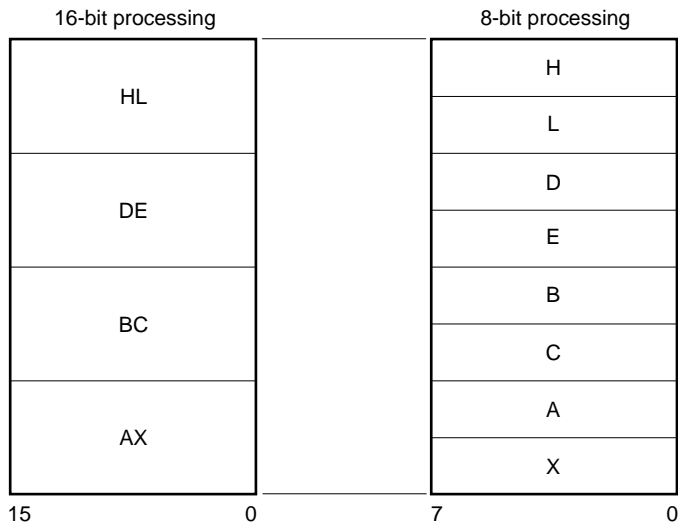 16-bit processing 8-bit processing
HL
H
L
DE
D
E
BC
B
C
AX
A
X
15 0 7 0